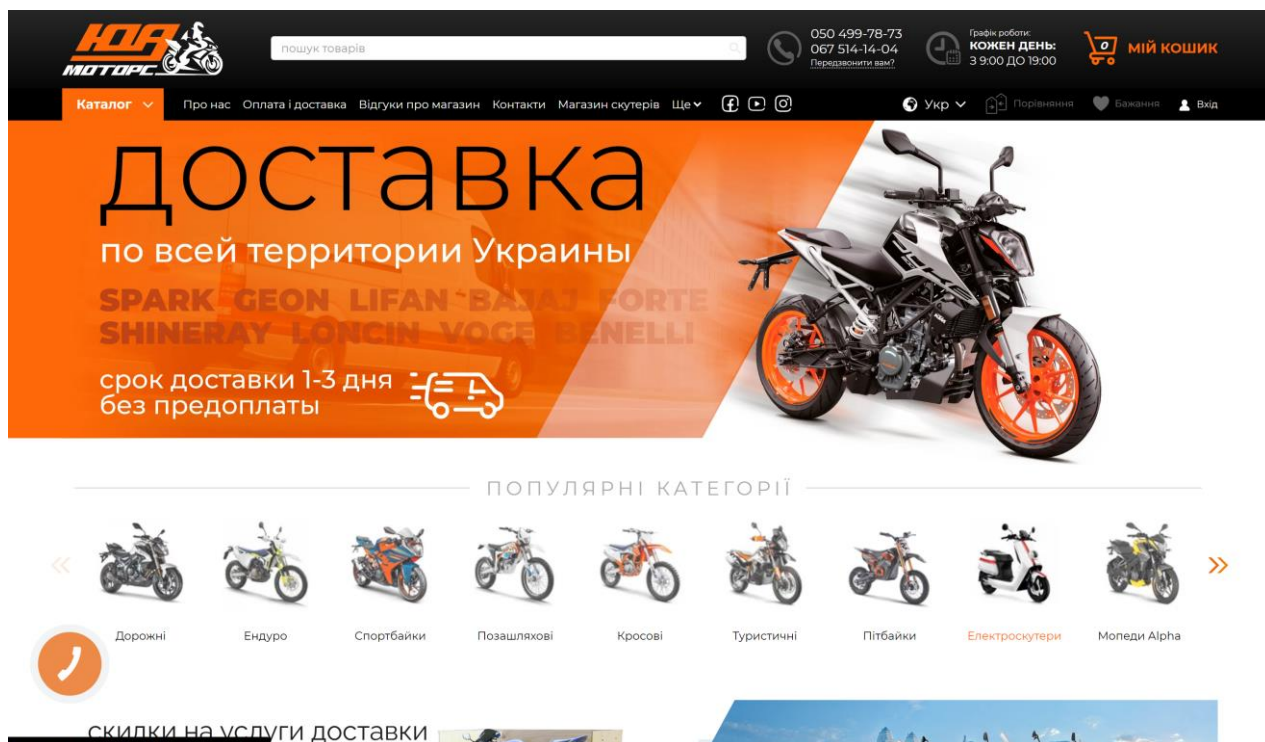 ЮА
МОТОРС
пошук товарів
050 499-78-73
067 514-14-04
Передзвонити вам?
Графік роботи:
КОЖЕН ДЕНЬ:
З 9:00 ДО 19:00
0
МІЙ КОШИК
Каталог
Про нас Оплата і доставка Відгуки про магазин Контакти Магазин скутерів Ще
Укр
Порівняння
Бажання
Вхід
доставка
по всей территории Украины
SPARK GEON LIFAN BAJAJ FORTE
SHINERAY LONCIN VOGE BENELLI
срок доставки 1-3 дня
без предоплаты
ПОПУЛЯРНІ КАТЕГОРІЇ
Дорожні
Ендуро
Спортбайки
Позашляхові
Кросові
Туристичні
Пітбайки
Електроскутери
Мопеди Alpha
скидки на услуги доставки